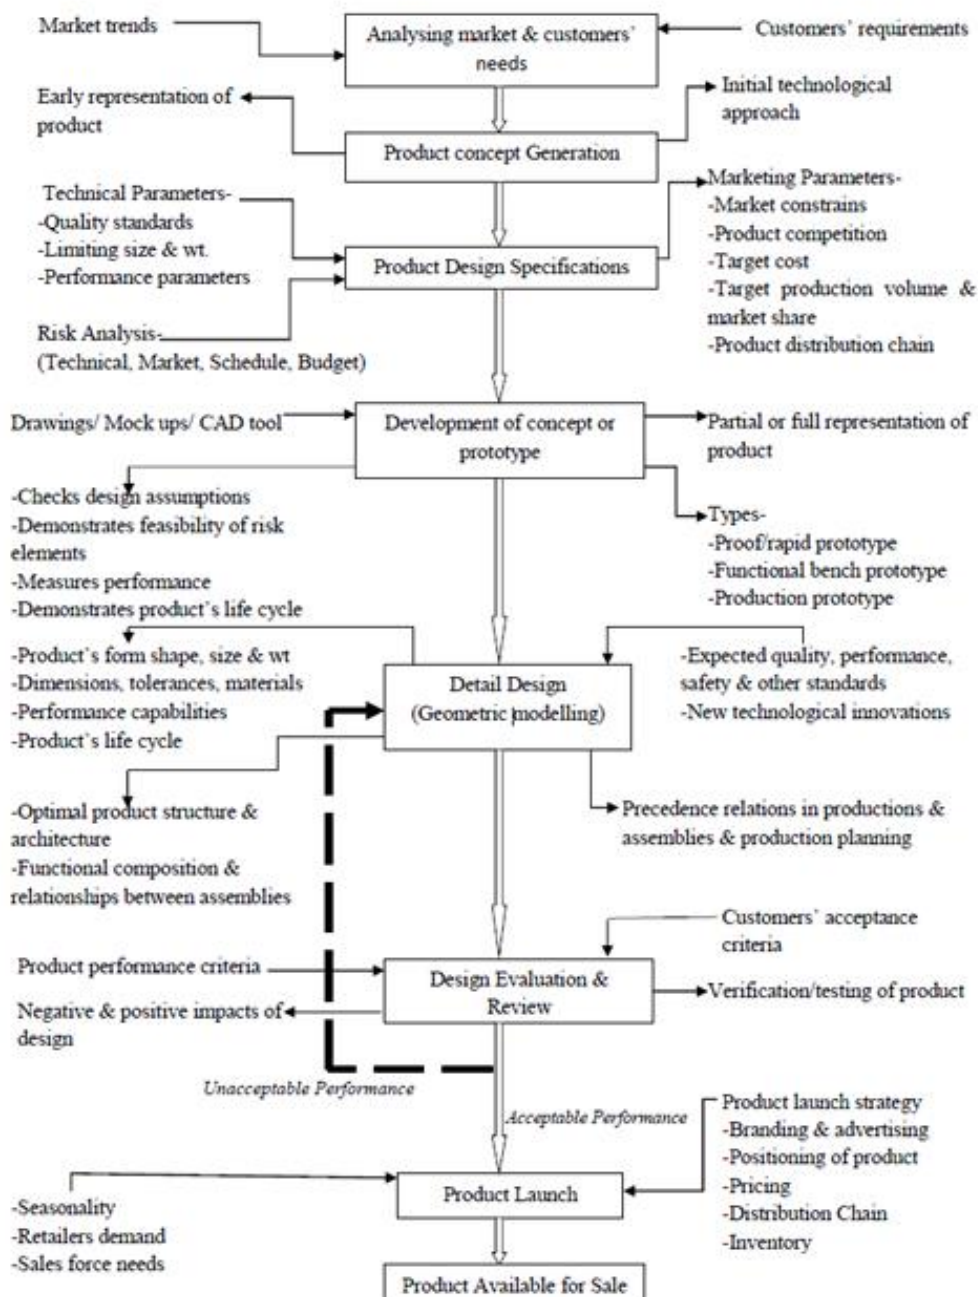 Market trends
Analysing market & customers'
needs
Customers' requirements
Early representation of
product
Initial technological
approach
Product concept Generation
Technical Parameters-
-Quality standards
-Limiting size & wt.
-Performance parameters
Marketing Parameters-
-Market constrains
-Product competition
-Target cost
-Target production volume &
market share
-Product distribution chain
Product Design Specifications
Risk Analysis-
(Technical, Market, Schedule, Budget)
Drawings/ Mock ups/ CAD tool
Development of concept or
prototype
Partial or full representation of
product
-Checks design assumptions
-Demonstrates feasibility of risk
elements
-Measures performance
-Demonstrates product's life cycle
Types-
-Proof/rapid prototype
-Functional bench prototype
-Production prototype
-Product's form shape, size & wt
-Dimensions, tolerances, materials
-Performance capabilities
-Product's life cycle
Detail Design
(Geometric modelling)
-Expected quality, performance,
safety & other standards
-New technological innovations
-Optimal product structure &
architecture
-Functional composition &
relationships between assemblies
Precedence relations in productions &
assemblies & production planning
Customers' acceptance
criteria
Product performance criteria
Design Evaluation &
Review
Verification/testing of product
Negative & positive impacts of
design
Unacceptable Performance
Acceptable Performance
Product launch strategy
-Branding & advertising
-Positioning of product
-Pricing
-Distribution Chain
-Inventory
Product Launch
-Seasonality
-Retailers demand
-Sales force needs
Product Available for Sale